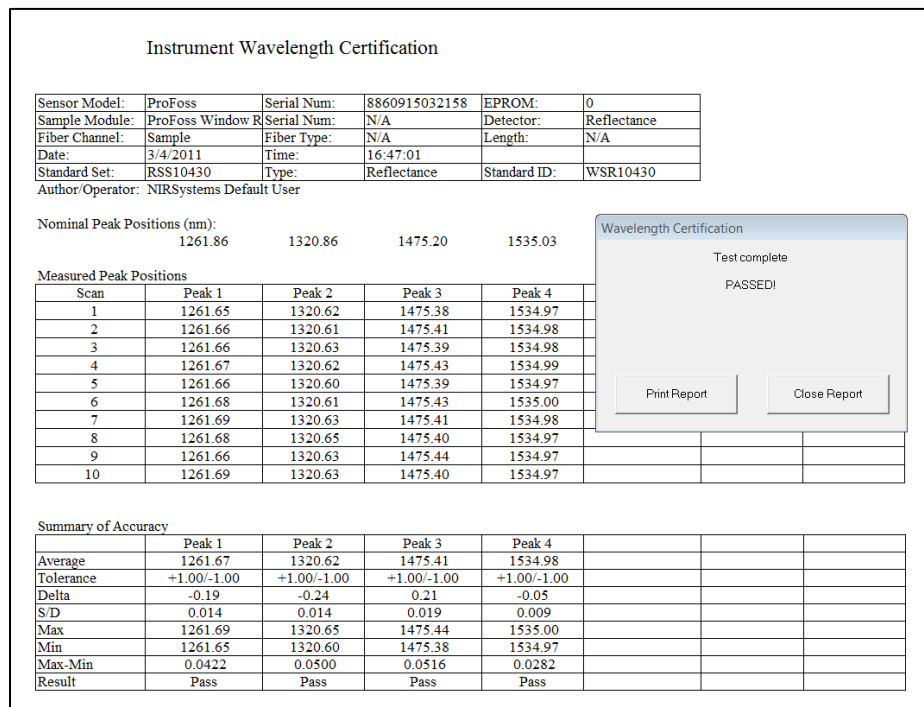 Instrument Wavelength Certification
Sensor Model: ProFoss Serial Num: 8860915032158 EPROM: 0
Sample Module: ProFoss Window R Serial Num: N/A Detector: Reflectance
Fiber Channel: Sample Fiber Type: N/A Length: N/A
Date: 3/4/2011 Time: 16:47:01
Standard Set: RSS10430 Type: Reflectance Standard ID: WSR10430
Author/Operator: NIRSystems Default User
Nominal Peak Positions (nm):
1261.86 1320.86 1475.20 1535.03
Measured Peak Positions
Scan Peak 1 Peak 2 Peak 3 Peak 4
1 1261.65 1320.62 1475.38 1534.97
2 1261.66 1320.61 1475.41 1534.98
3 1261.66 1320.63 1475.39 1534.98
4 1261.67 1320.62 1475.43 1534.99
5 1261.66 1320.60 1475.39 1534.97
6 1261.68 1320.61 1475.43 1535.00
7 1261.69 1320.63 1475.41 1534.98
8 1261.68 1320.65 1475.40 1534.97
9 1261.66 1320.63 1475.44 1534.97
10 1261.69 1320.63 1475.40 1534.97
Wavelength Certification
Test complete
PASSED!
Print Report Close Report
Summary of Accuracy
Peak 1 Peak 2 Peak 3 Peak 4
Average 1261.67 1320.62 1475.41 1534.98
Tolerance +1.00/-1.00 +1.00/-1.00 +1.00/-1.00 +1.00/-1.00
Delta -0.19 -0.24 0.21 -0.05
S/D 0.014 0.014 0.019 0.009
Max 1261.69 1320.65 1475.44 1535.00
Min 1261.65 1320.60 1475.38 1534.97
Max-Min 0.0422 0.0500 0.0516 0.0282
Result Pass Pass Pass Pass